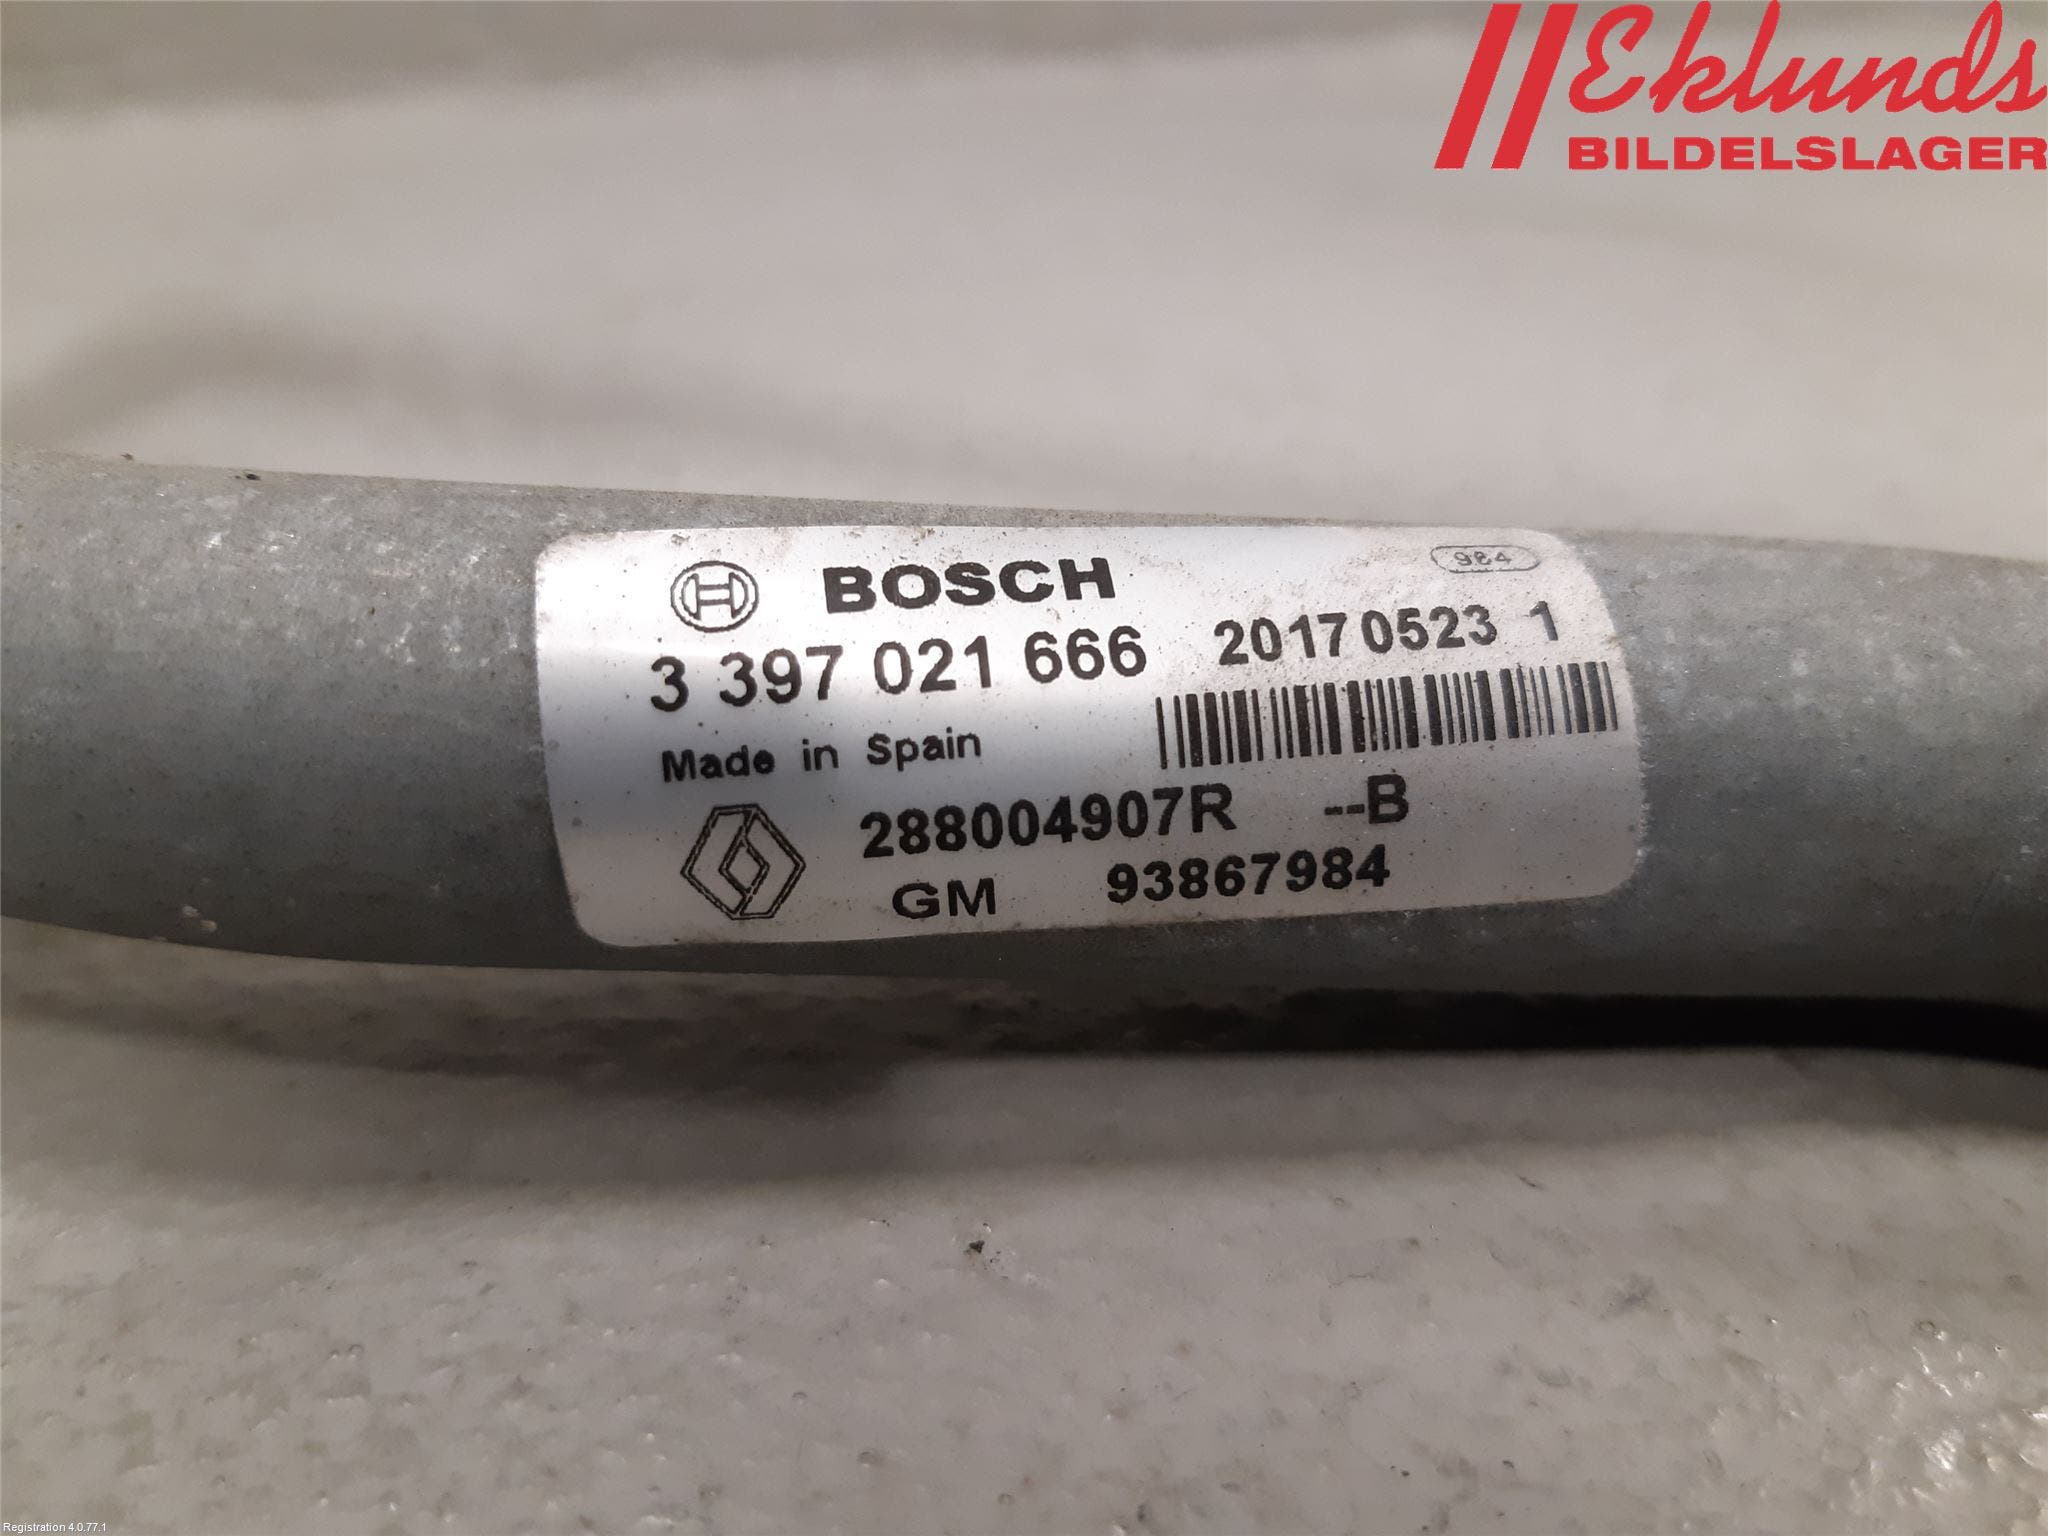 Eklunds
BILDELSLAGER
BOSCH
984
3 397 021 666 20170523 1
Made in Spain
288004907R --B
GM 93867984
Registration 4.0.77.1